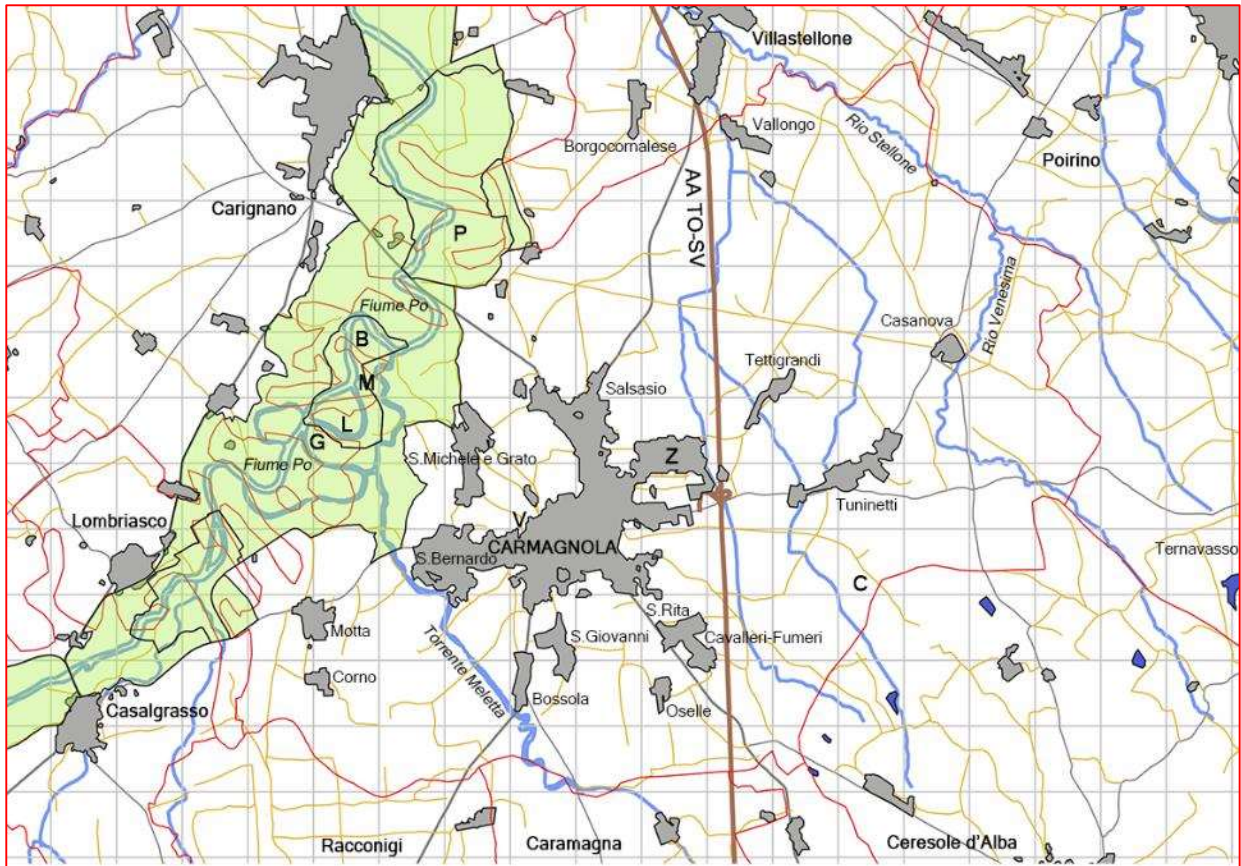 Villastellone
Vallongo
Borgocornalese
Rio Stellone
Poirino
Carignano
AA TO-SV
P
Rio Venesima
Fiume Po
Casanova
B
M
Tettigrandi
Salsasio
L
G
S.Michele e Grato
Z
Fiume Po
Tuninetti
Lombriasco
V
CARMAGNOLA
S.Bernardo
Ternavasso
C
S.Rita
Motta
S.Giovanni
Cavalleri-Fumeri
Torrente Meletta
Corno
Bossola
Oselle
Casalgrasso
Racconigi
Caramagna
Ceresole d'Alba